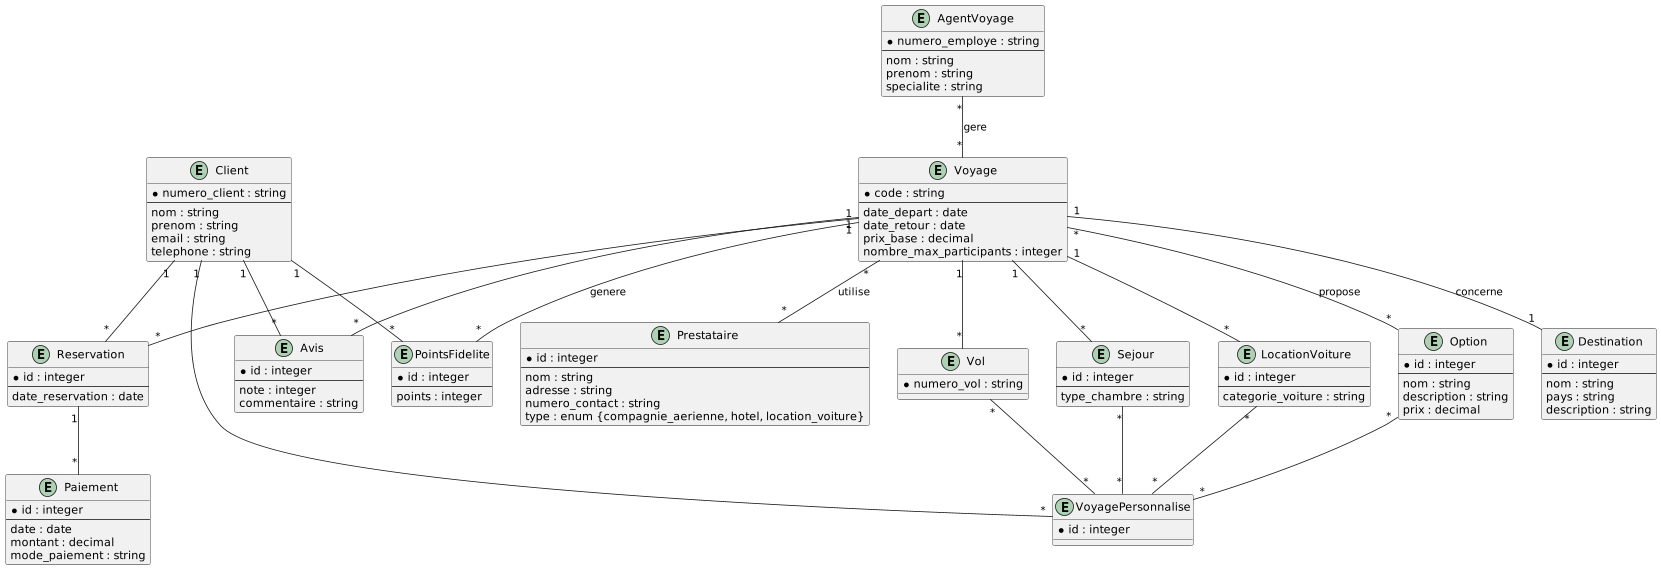 E AgentVoyage
* numero_employe : string
nom : string
prenom : string
specialite : string
*
gere
*
E Client
* numero_client : string
nom : string
prenom : string
email : string
telephone : string
E Voyage
* code : string
date_depart : date
date_retour : date
prix_base : decimal
nombre_max_participants : integer
1
1
1
1
*
1
1
1
1
1
*
1
1
genere
utilise
propose
concerne
*
*
*
*
*
*
*
*
*
*
*
1
E Reservation
* id : integer
date_reservation : date
E Avis
* id : integer
note : integer
commentaire : string
E PointsFidelite
* id : integer
points : integer
E Prestataire
* id : integer
nom : string
adresse : string
numero_contact : string
type : enum {compagnie_aerienne, hotel, location_voiture}
E Vol
* numero_vol : string
E Sejour
* id : integer
type_chambre : string
E LocationVoiture
* id : integer
categorie_voiture : string
E Option
* id : integer
nom : string
description : string
prix : decimal
E Destination
* id : integer
nom : string
pays : string
description : string
1
*
*
*
*
*
*
*
*
*
*
*
E Paiement
* id : integer
date : date
montant : decimal
mode_paiement : string
E VoyagePersonnalise
* id : integer